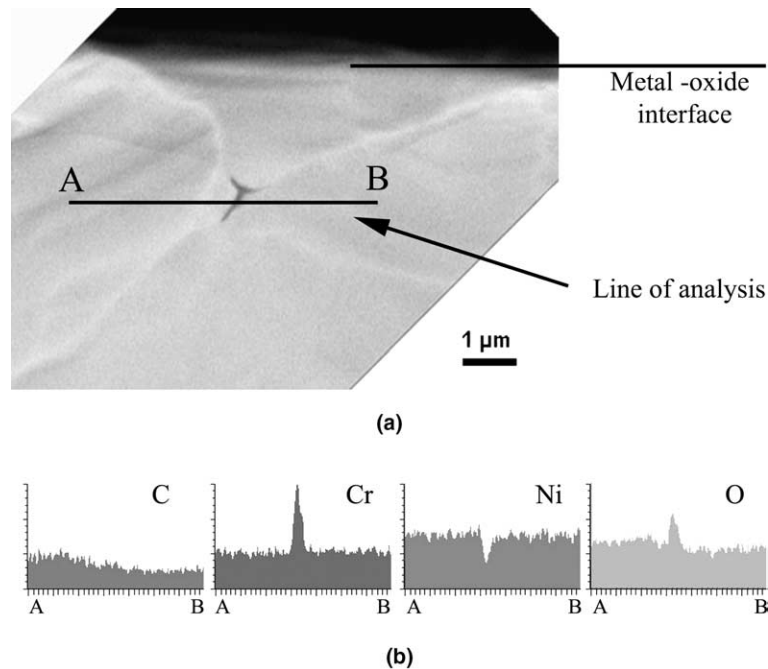 Metal -oxide
interface
A
B
Line of analysis
1 µm
(a)
C
Cr
Ni
O
A
B
A
B
A
B
A
B
(b)